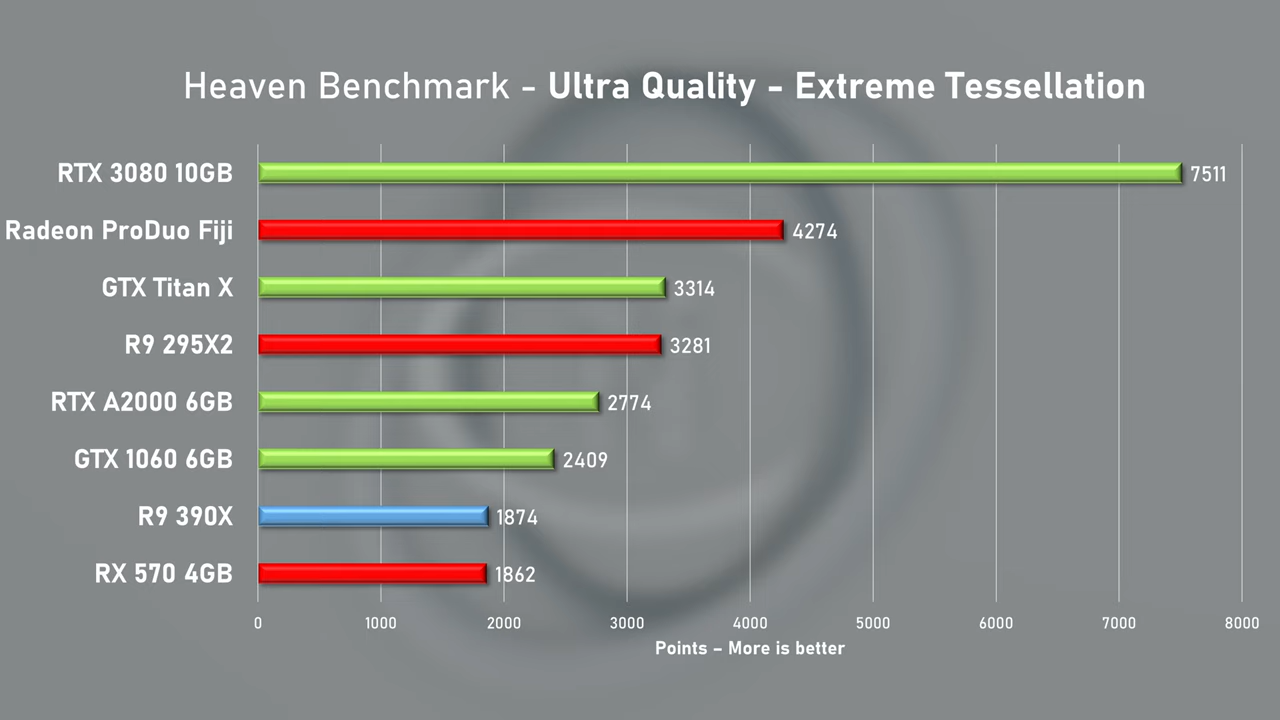 Heaven Benchmark - Ultra Quality - Extreme Tessellation
RTX 3080 10GB 7511
Radeon ProDuo Fiji 4274
GTX Titan X 3314
R9 295X2 3281
RTX A2000 6GB 2774
GTX 1060 6GB 2409
R9 390X 1874
RX 570 4GB 1862
0 1000 2000 3000 4000 5000 6000 7000 8000
Points – More is better